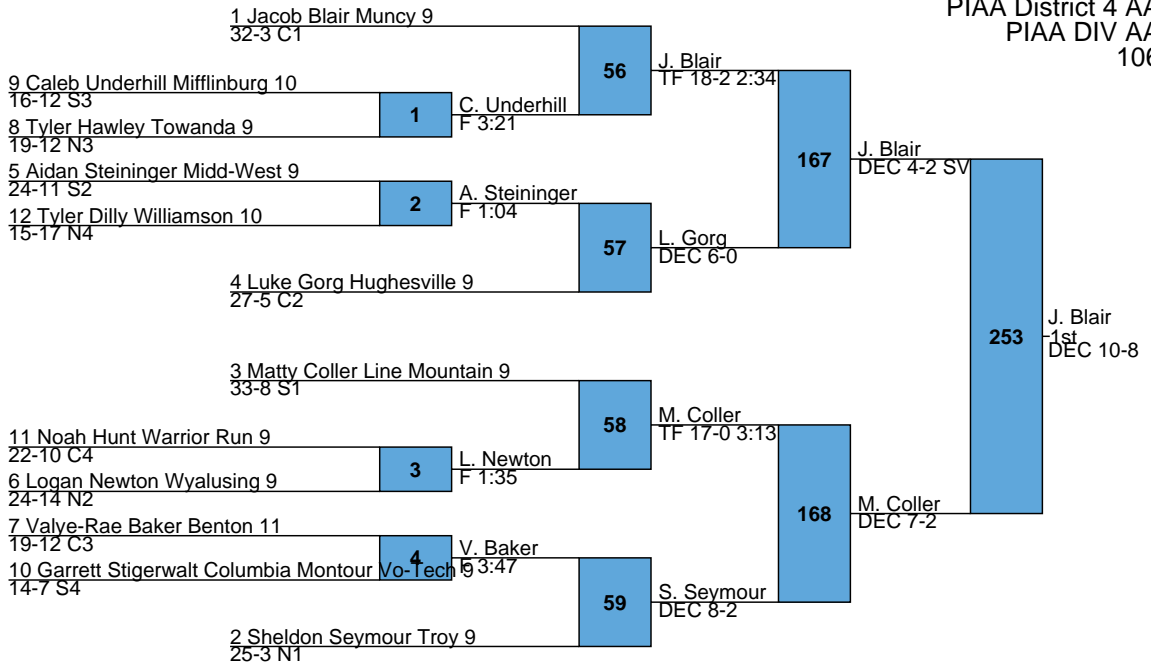 PIAA District 4 AA
PIAA DIV AA
106
1 Jacob Blair Muncy 9
32-3 C1
9 Caleb Underhill Mifflinburg 10
16-12 S3
8 Tyler Hawley Towanda 9
19-12 N3
5 Aidan Steininger Midd-West 9
24-11 S2
12 Tyler Dilly Williamson 10
15-17 N4
4 Luke Gorg Hughesville 9
27-5 C2
3 Matty Coller Line Mountain 9
33-8 S1
11 Noah Hunt Warrior Run 9
22-10 C4
6 Logan Newton Wyalusing 9
24-14 N2
7 Valve-Rae Baker Benton 11
19-12 C3
10 Garrett Stigerwalt Columbia Montour Vo-Tech 9
14-7 S4
2 Sheldon Seymour Troy 9
25-3 N1
1
C. Underhill
F 3:21
2
A. Steininger
F 1:04
3
L. Newton
F 1:35
4
V. Baker
F 3:47
56
J. Blair
TF 18-2 2:34
57
L. Gorg
DEC 6-0
58
M. Coller
TF 17-0 3:13
59
S. Seymour
DEC 8-2
167
J. Blair
DEC 4-2 SV
168
M. Coller
DEC 7-2
253
J. Blair
1st
DEC 10-8